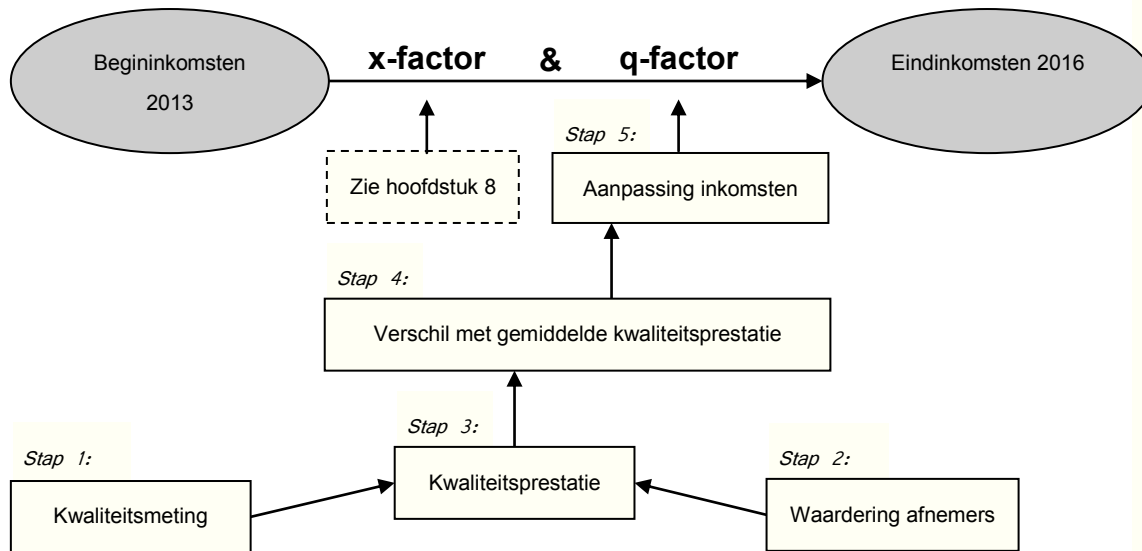 Begininkomsten
2013
x-factor & q-factor
Eindinkomsten 2016
Stap 5:
Zie hoofdstuk 8
Aanpassing inkomsten
Stap 4:
Verschil met gemiddelde kwaliteitsprestatie
Stap 3:
Kwaliteitsprestatie
Stap 1:
Kwaliteitsmeting
Stap 2:
Waardering afnemers